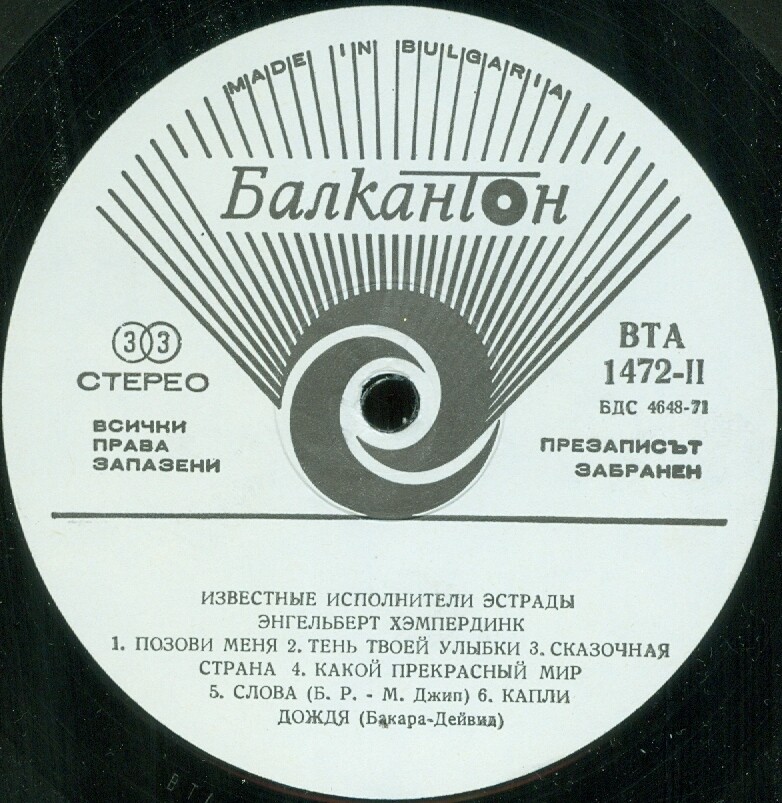 MADE IN BULGARIA
Балкантон
33
СТЕРЕО
ВСИЧКИ
ПРАВА
ЗАПАЗЕНИ
ВТА
1472-II
БДС 4648-71
ПРЕЗАПИСЪТ
ЗАБРАНЕН
ИЗВЕСТНЫЕ ИСПОЛНИТЕЛИ ЭСТРАДЫ
ЭНГЕЛЬБЕРТ ХЭМПЕРДИНК
1. ПОЗОВИ МЕНЯ 2. ТЕНЬ ТВОЕЙ УЛЫБКИ 3. СКАЗОЧНАЯ
СТРАНА 4. КАКОЙ ПРЕКРАСНЫЙ МИР
5. СЛОВА (Б. Р. - М. Джип) 6. КАПЛИ
ДОЖДЯ (Бакара-Дейвид)